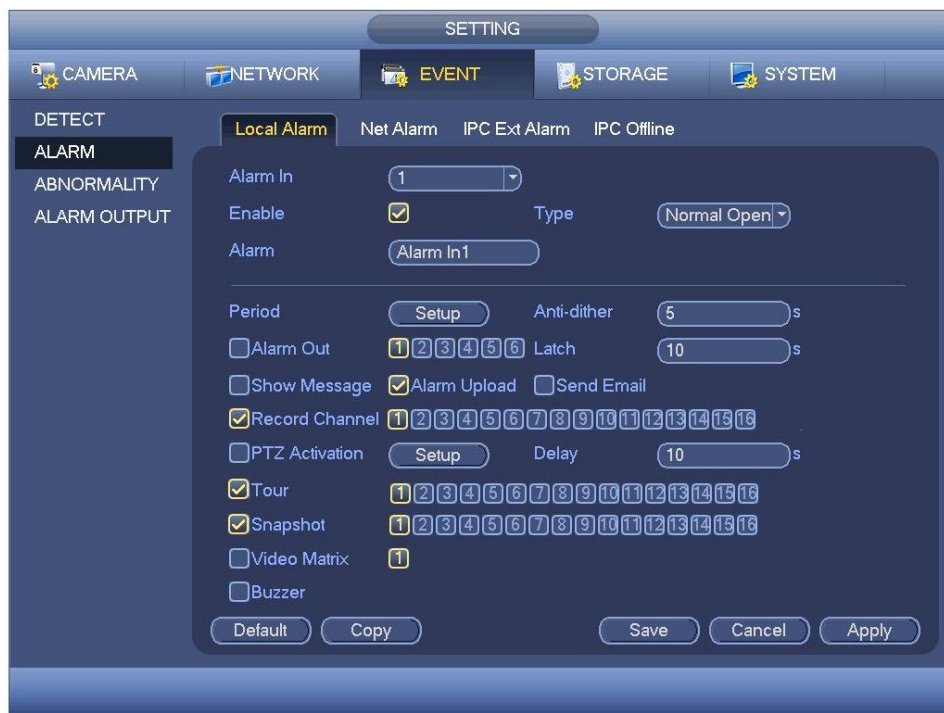 SETTING
CAMERA NETWORK EVENT STORAGE SYSTEM
DETECT
ALARM
ABNORMALITY
ALARM OUTPUT
Local Alarm Net Alarm IPC Ext Alarm IPC Offline
Alarm In 1
Enable Type Normal Open
Alarm Alarm In1
Period Setup Anti-dither 5 s
Alarm Out 1 2 3 4 5 6 Latch 10 s
Show Message Alarm Upload Send Email
Record Channel 1 2 3 4 5 6 7 8 9 10 11 12 13 14 15 16
PTZ Activation Setup Delay 10 s
Tour 1 2 3 4 5 6 7 8 9 10 11 12 13 14 15 16
Snapshot 1 2 3 4 5 6 7 8 9 10 11 12 13 14 15 16
Video Matrix 1
Buzzer
Default Copy Save Cancel Apply